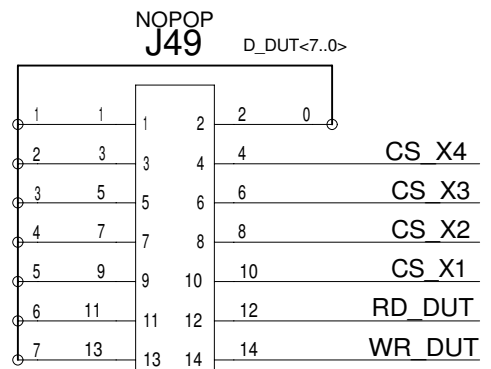 NOPOP
J49 D_DUT<7..0>
1 1 1 2 2 0
2 3 3 4 4 CS_X4
3 5 5 6 6 CS_X3
4 7 7 8 8 CS_X2
5 9 9 10 10 CS_X1
6 11 11 12 12 RD_DUT
7 13 13 14 14 WR_DUT